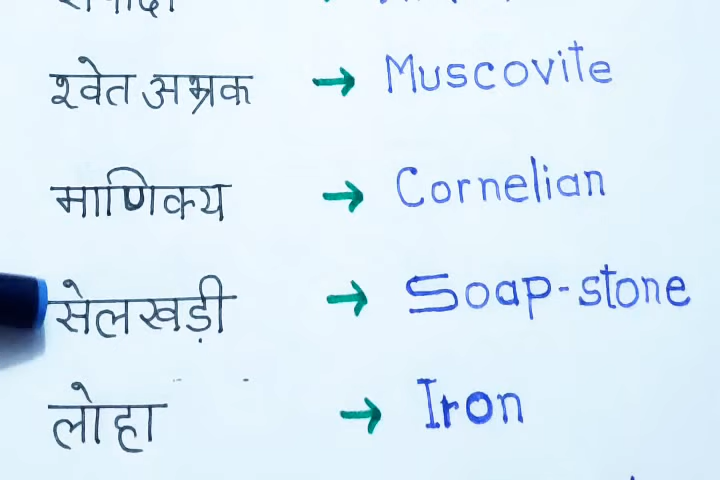 श्वेत अभ्रक → Muscovite
माणिक्य → Cornelian
सेलखड़ी → Soap-stone
लोहा → Iron